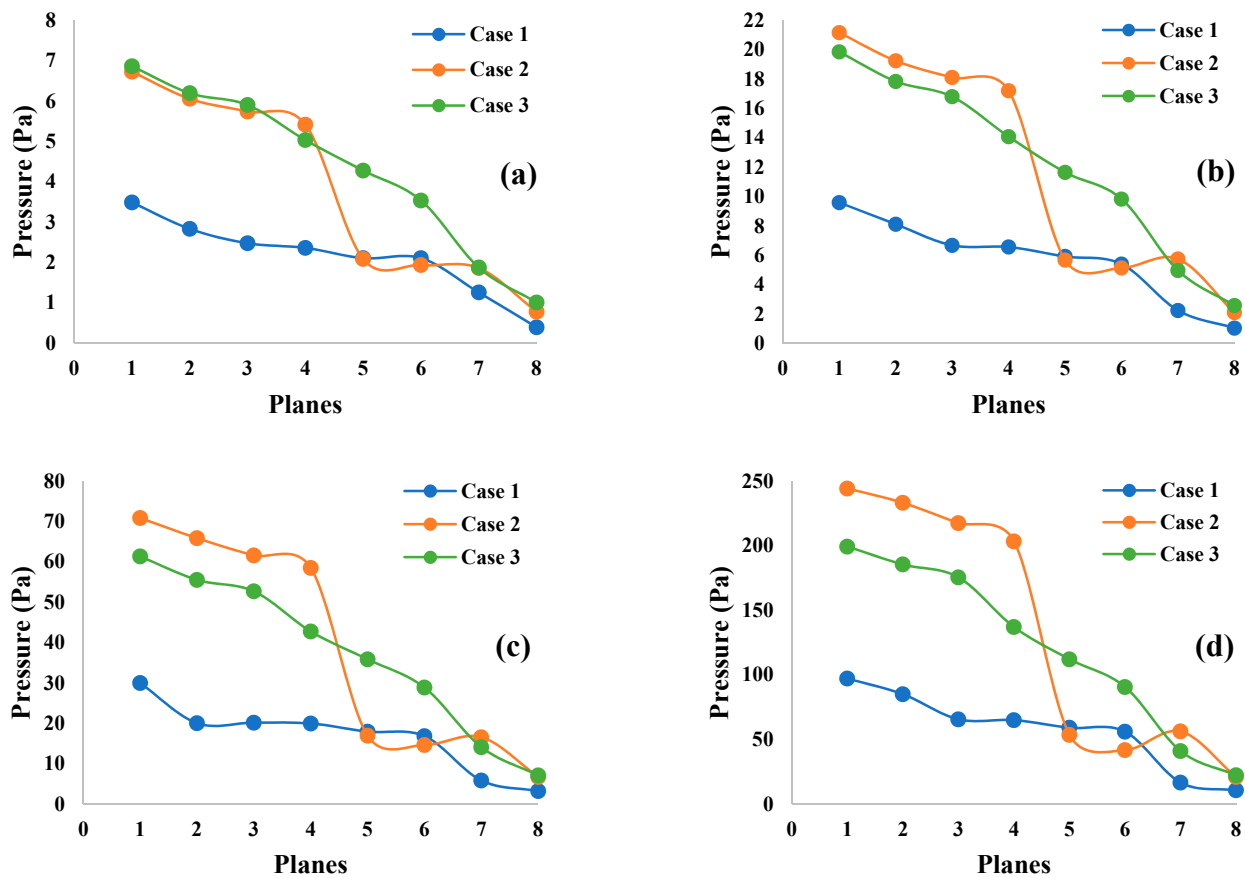 8
7
6
5
4
3
2
1
0
Pressure (Pa)
Case 1
Case 2
Case 3
(a)
0 1 2 3 4 5 6 7 8
Planes
22
20
18
16
14
12
10
8
6
4
2
0
Pressure (Pa)
Case 1
Case 2
Case 3
(b)
0 1 2 3 4 5 6 7 8
Planes
80
70
60
50
40
30
20
10
0
Pressure (Pa)
Case 1
Case 2
Case 3
(c)
0 1 2 3 4 5 6 7 8
Planes
250
200
150
100
50
0
Pressure (Pa)
Case 1
Case 2
Case 3
(d)
0 1 2 3 4 5 6 7 8
Planes